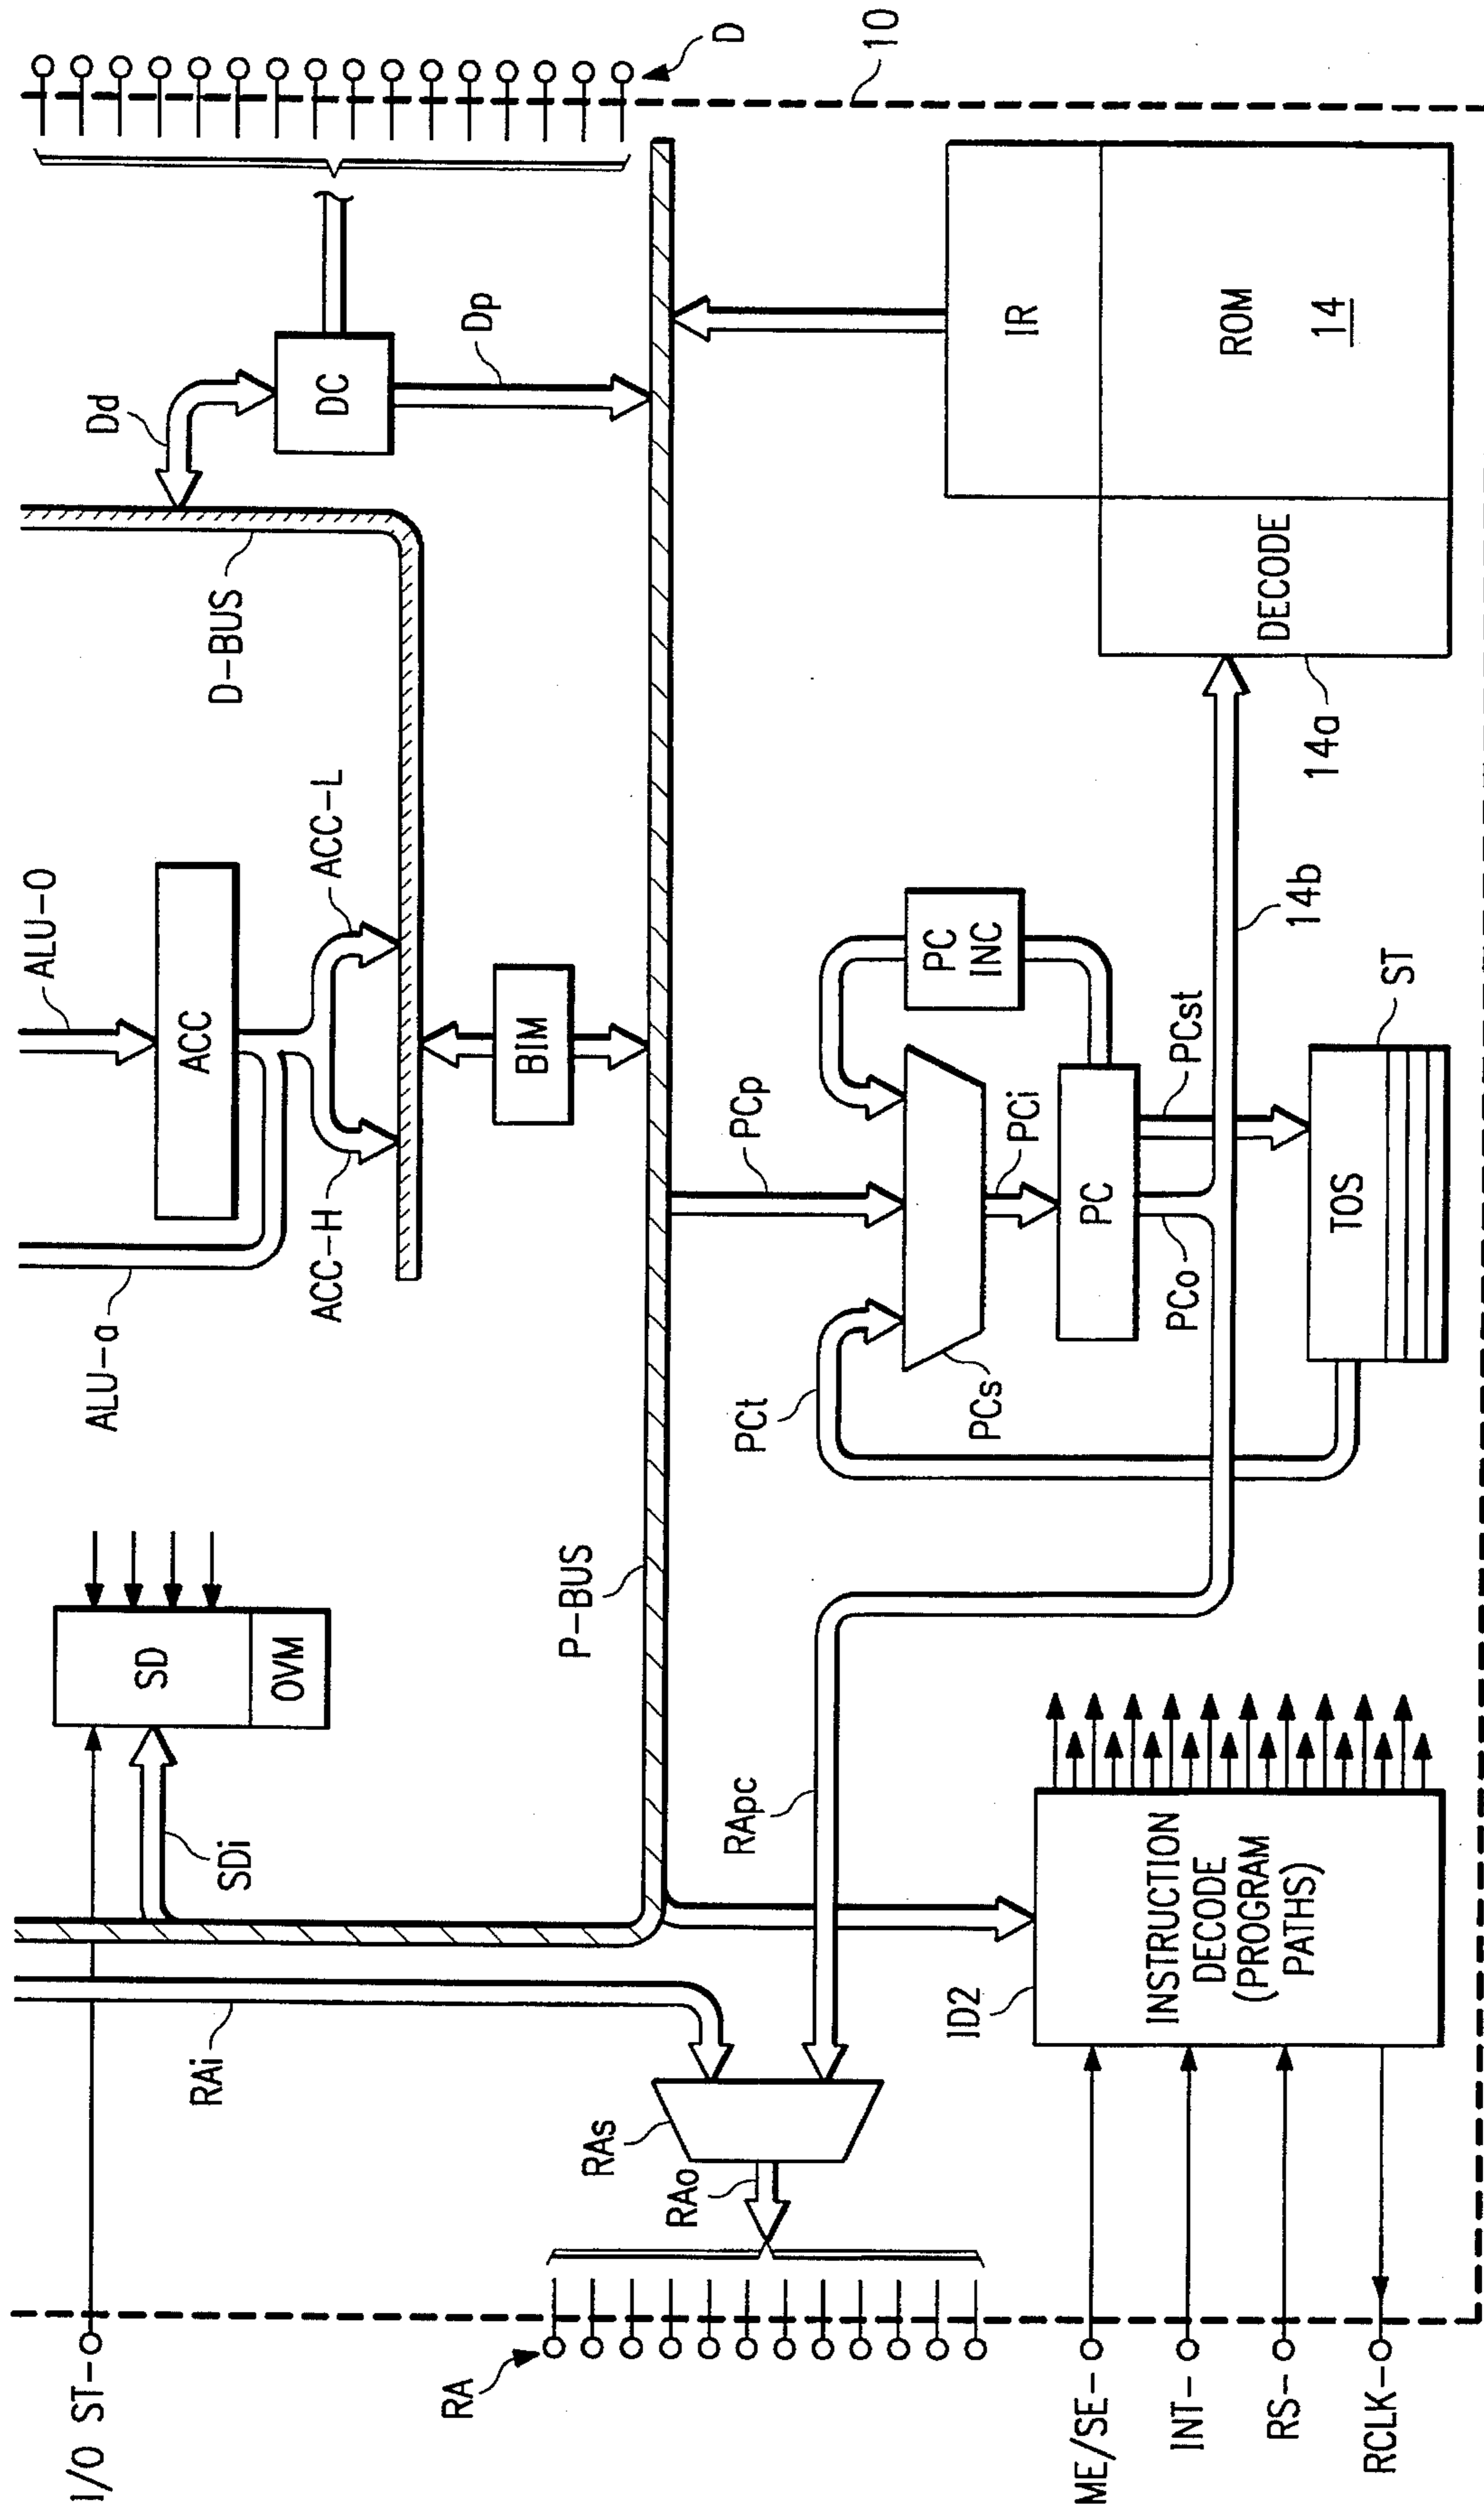 I/O ST-
RAi
SDi
SD
OVM
ALU-a
ALU-O
ACC
ACC-H
ACC-L
D-BUS
Dd
DC
Dp
D
10
BIM
P-BUS
RA
RAo
RAs
RApc
PCt
PCp
PCs
PCi
PC
INC
PC
PCo
PCst
14b
TOS
ST
IR
ROM
14
DECODE
14a
ID2
INSTRUCTION
DECODE
(PROGRAM
PATHS)
ME/SE-
INT-
RS-
RCLK-